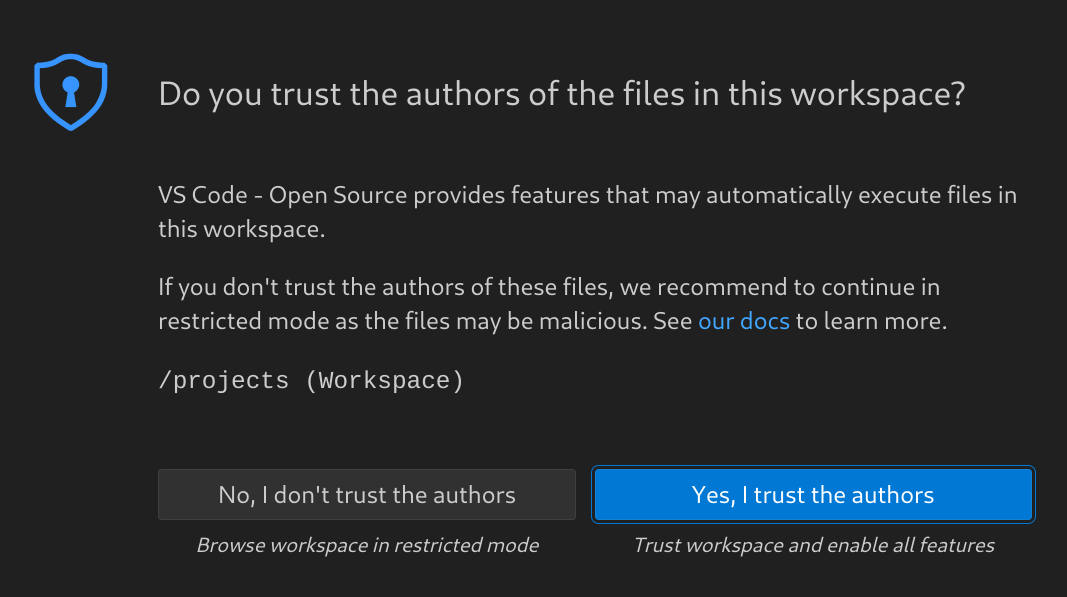 Do you trust the authors of the files in this workspace?
VS Code - Open Source provides features that may automatically execute files in
this workspace.
If you don't trust the authors of these files, we recommend to continue in
restricted mode as the files may be malicious. See our docs to learn more.
/projects (Workspace)
No, I don't trust the authors
Yes, I trust the authors
Browse workspace in restricted mode
Trust workspace and enable all features